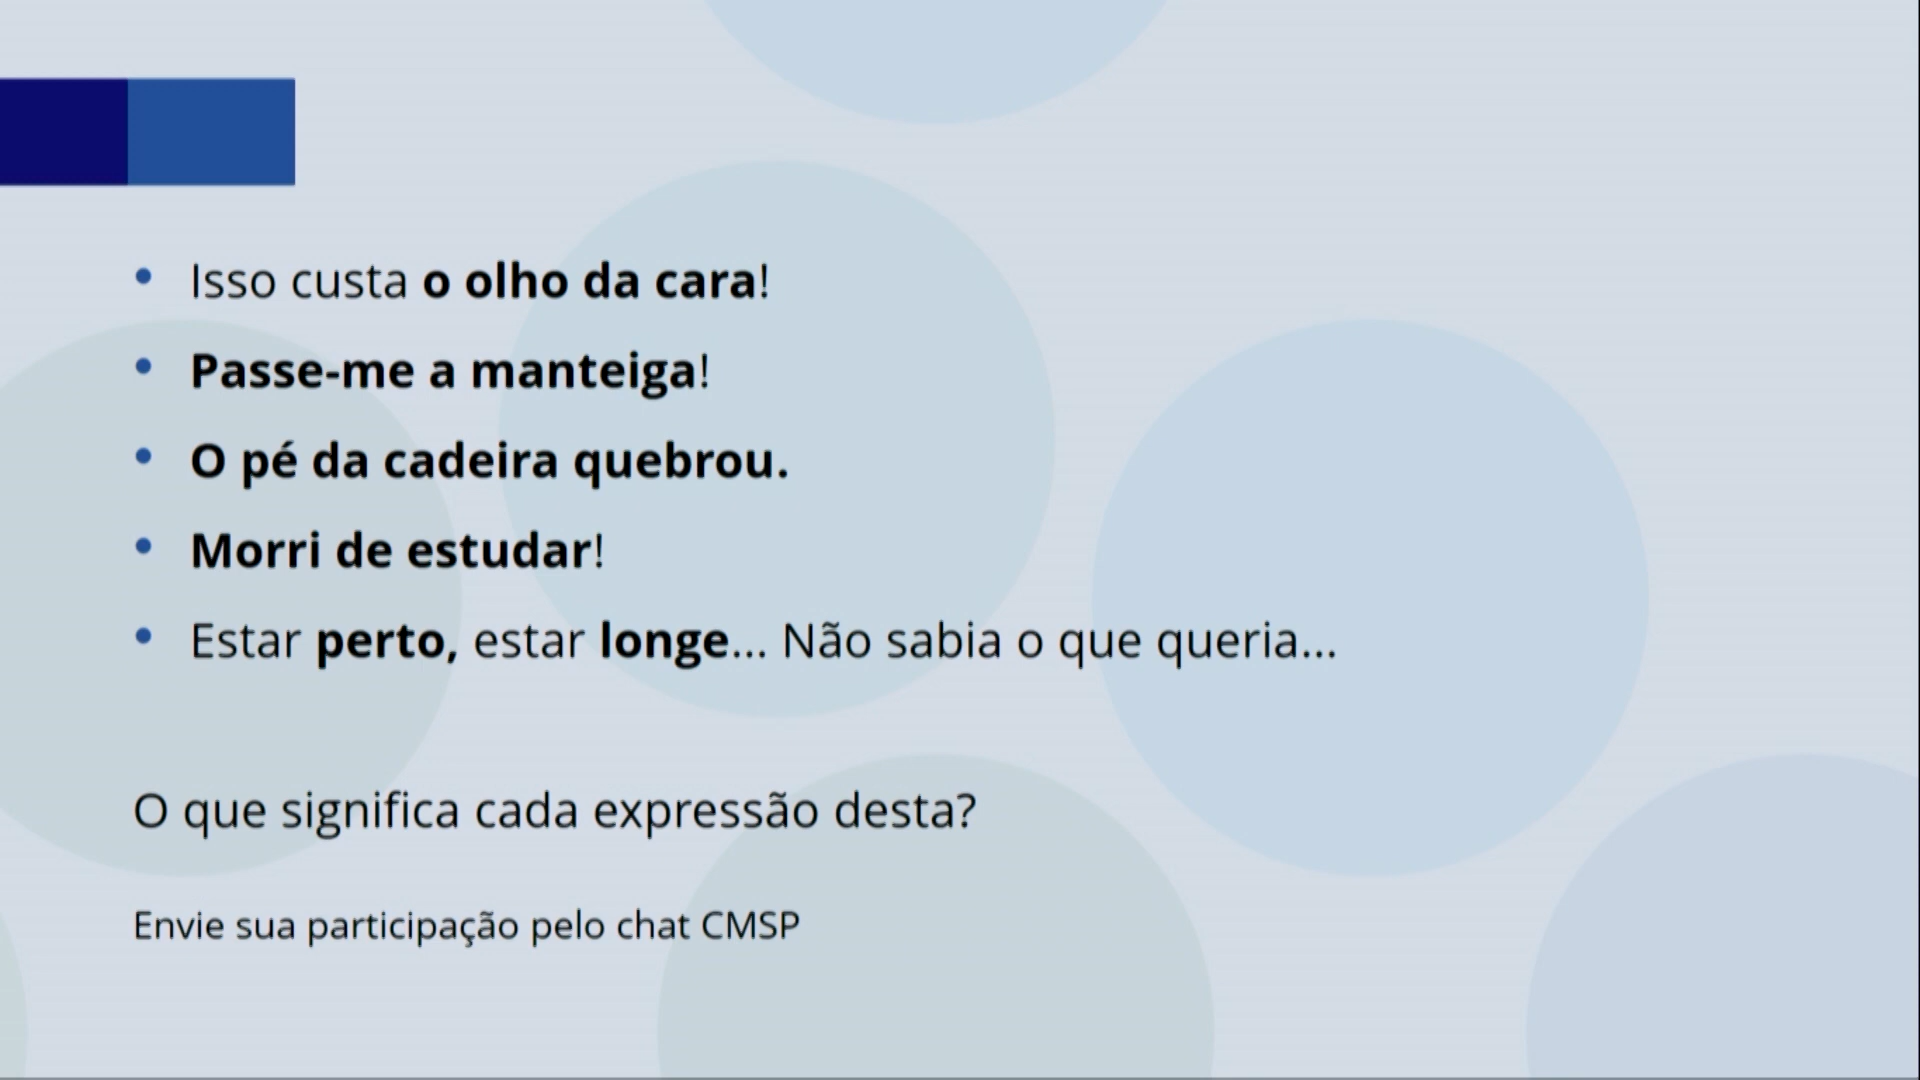 Isso custa o olho da cara!
Passe-me a manteiga!
O pé da cadeira quebrou.
Morri de estudar!
Estar perto, estar longe... Não sabia o que queria...
O que significa cada expressão desta?
Envie sua participação pelo chat CMSP